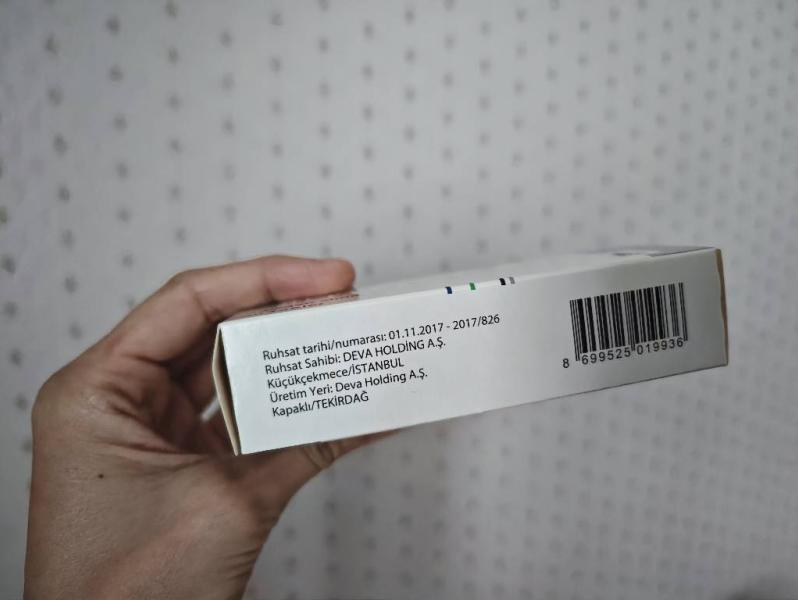 Ruhsat tarihi/numarası: 01.11.2017 - 2017/826
Ruhsat Sahibi: DEVA HOLDİNG A.Ş.
Küçükçekmece/İSTANBUL
Üretim Yeri: Deva Holding A.Ş.
Kapaklı/TEKİRDAĞ
8 699525 019936